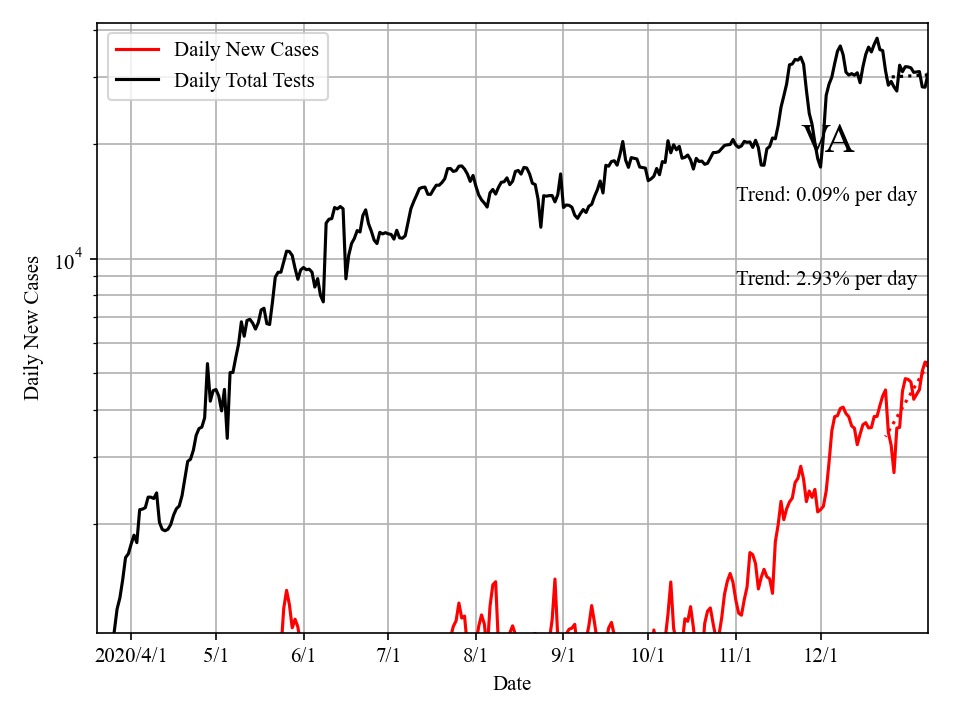 Daily New Cases
Daily Total Tests
VA
Trend: 0.09% per day
Trend: 2.93% per day
10^4
Daily New Cases
2020/4/1 5/1 6/1 7/1 8/1 9/1 10/1 11/1 12/1
Date